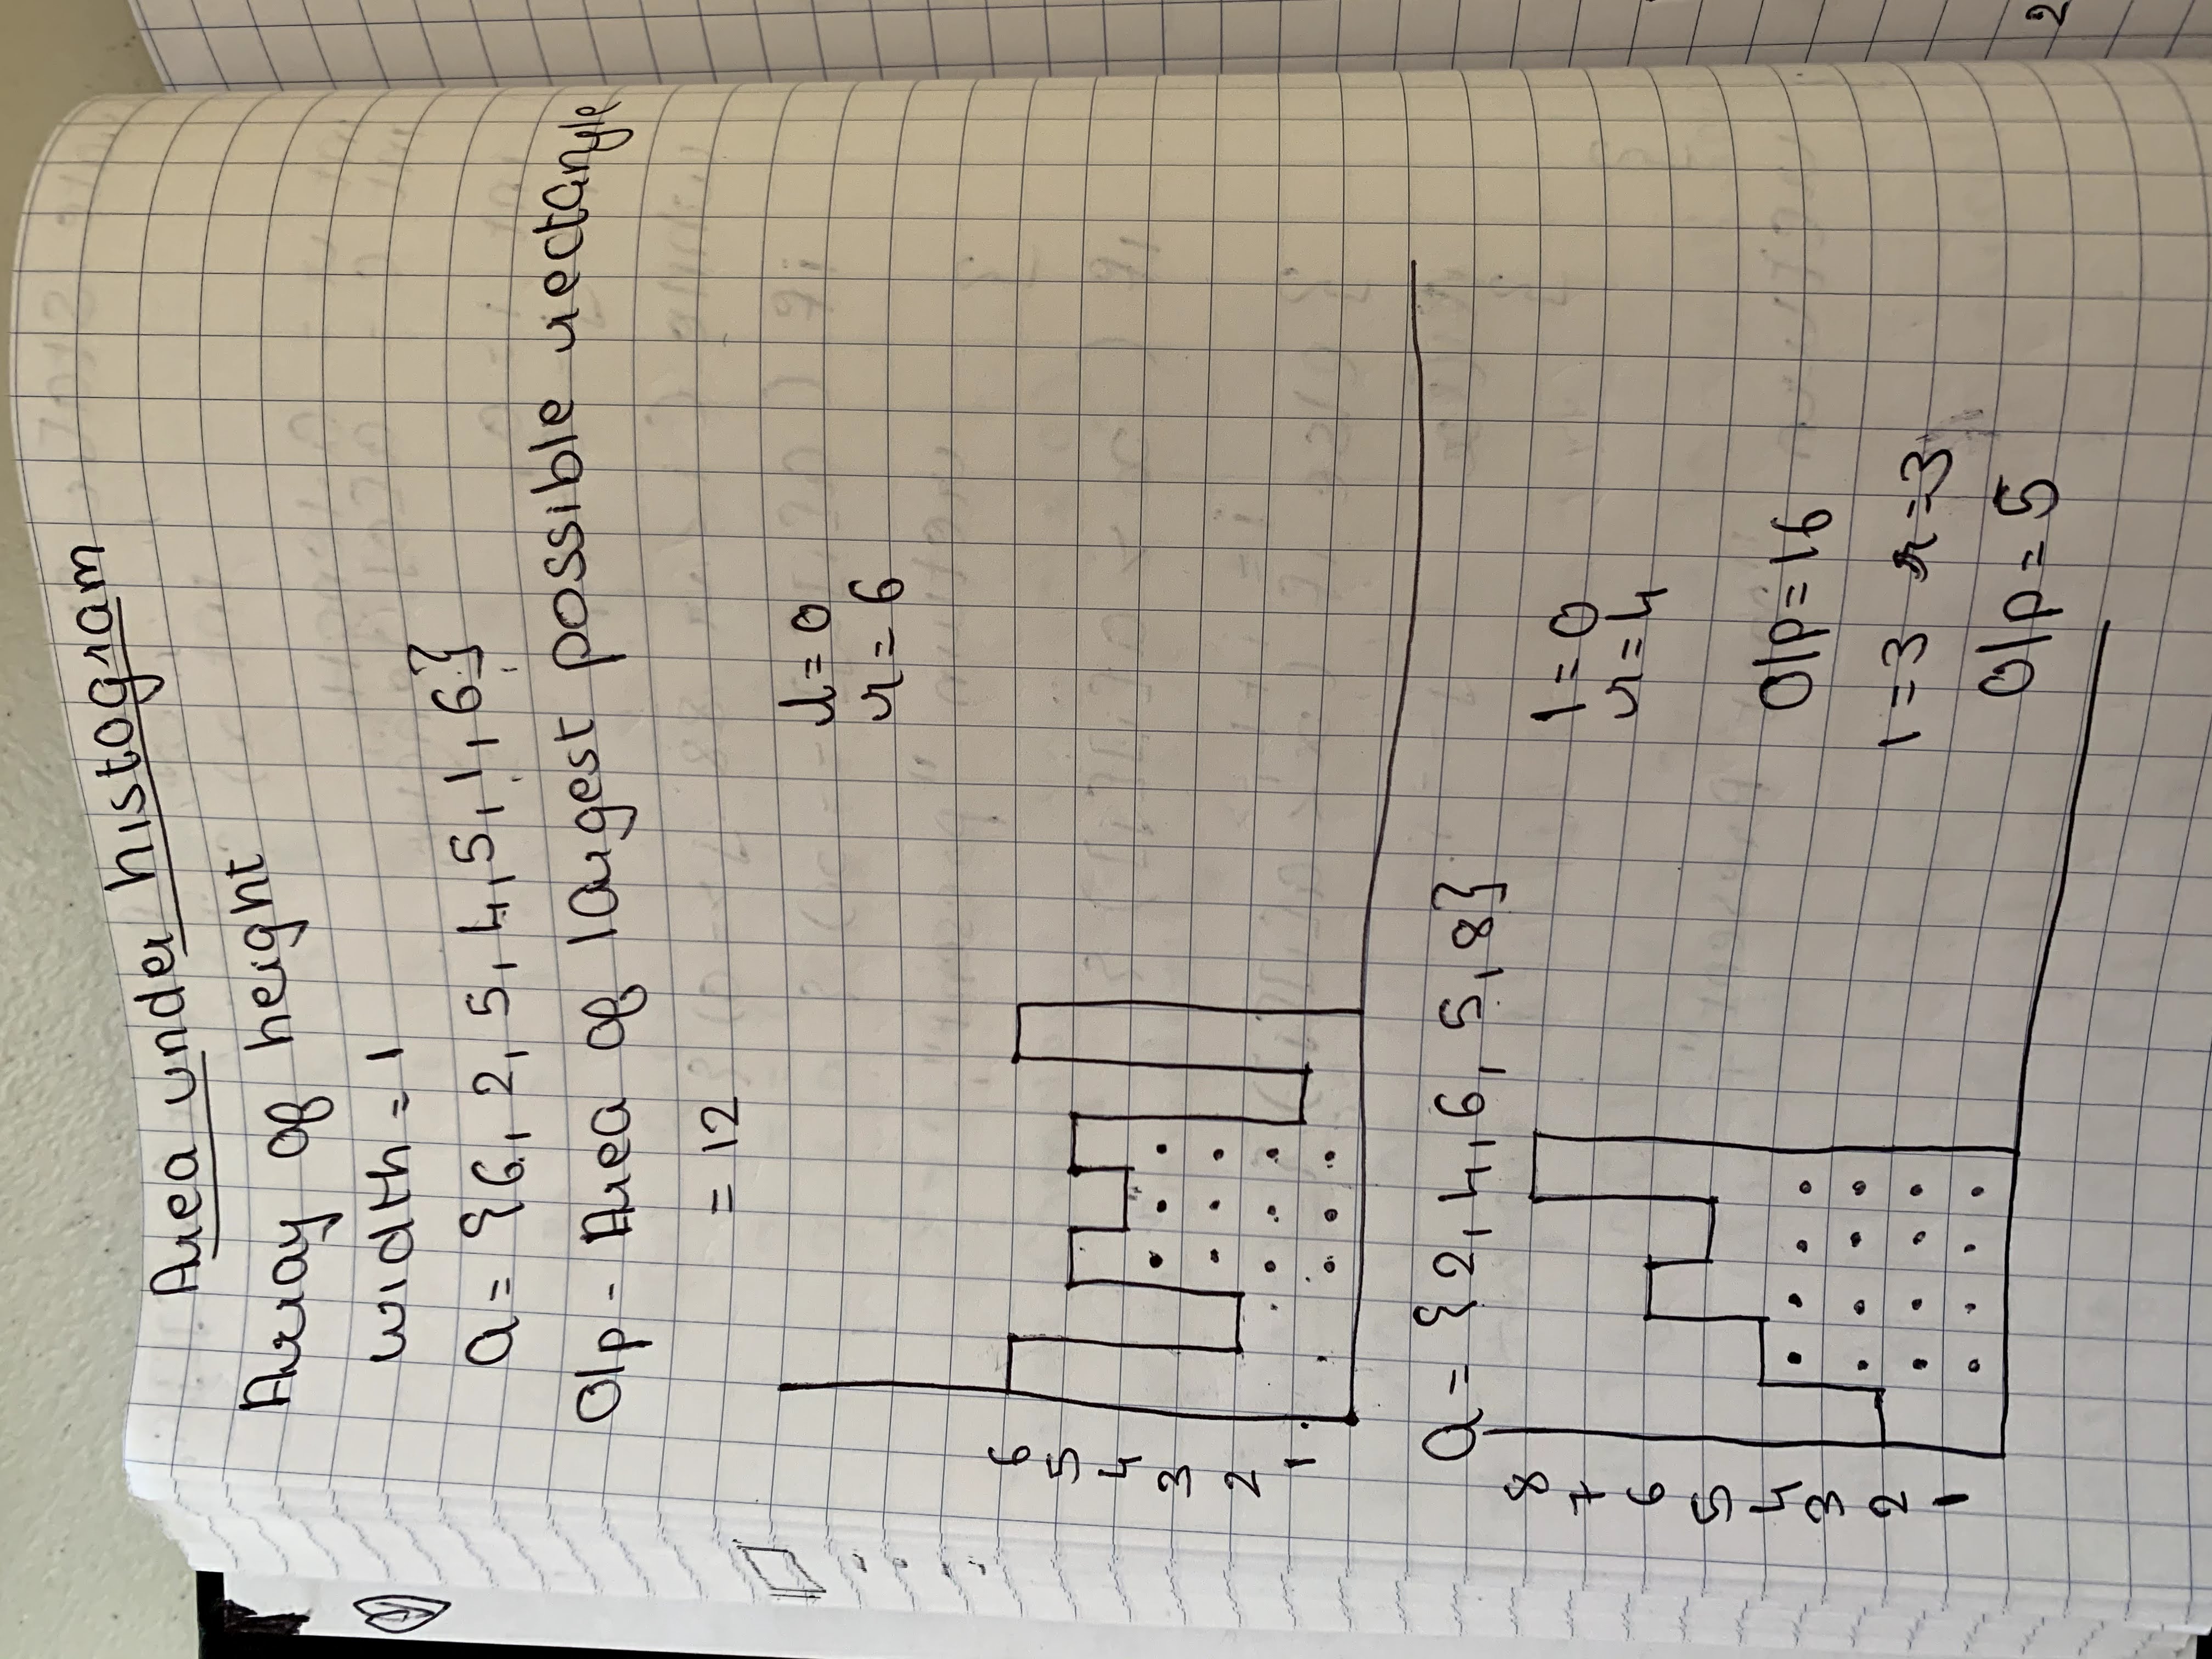 Area under histogram
Array of height
width = 1
a = {6, 2, 5, 4, 5, 1, 6}
O/p - Area of largest possible rectangle
= 12
l = 0
r = 6
6
5
4
3
2
1
a = {2, 4, 6, 5, 8}
8
7
6
5
4
3
2
1
l = 0
r = 4
O/p = 16
l = 3 r = 3
O/p = 5
2